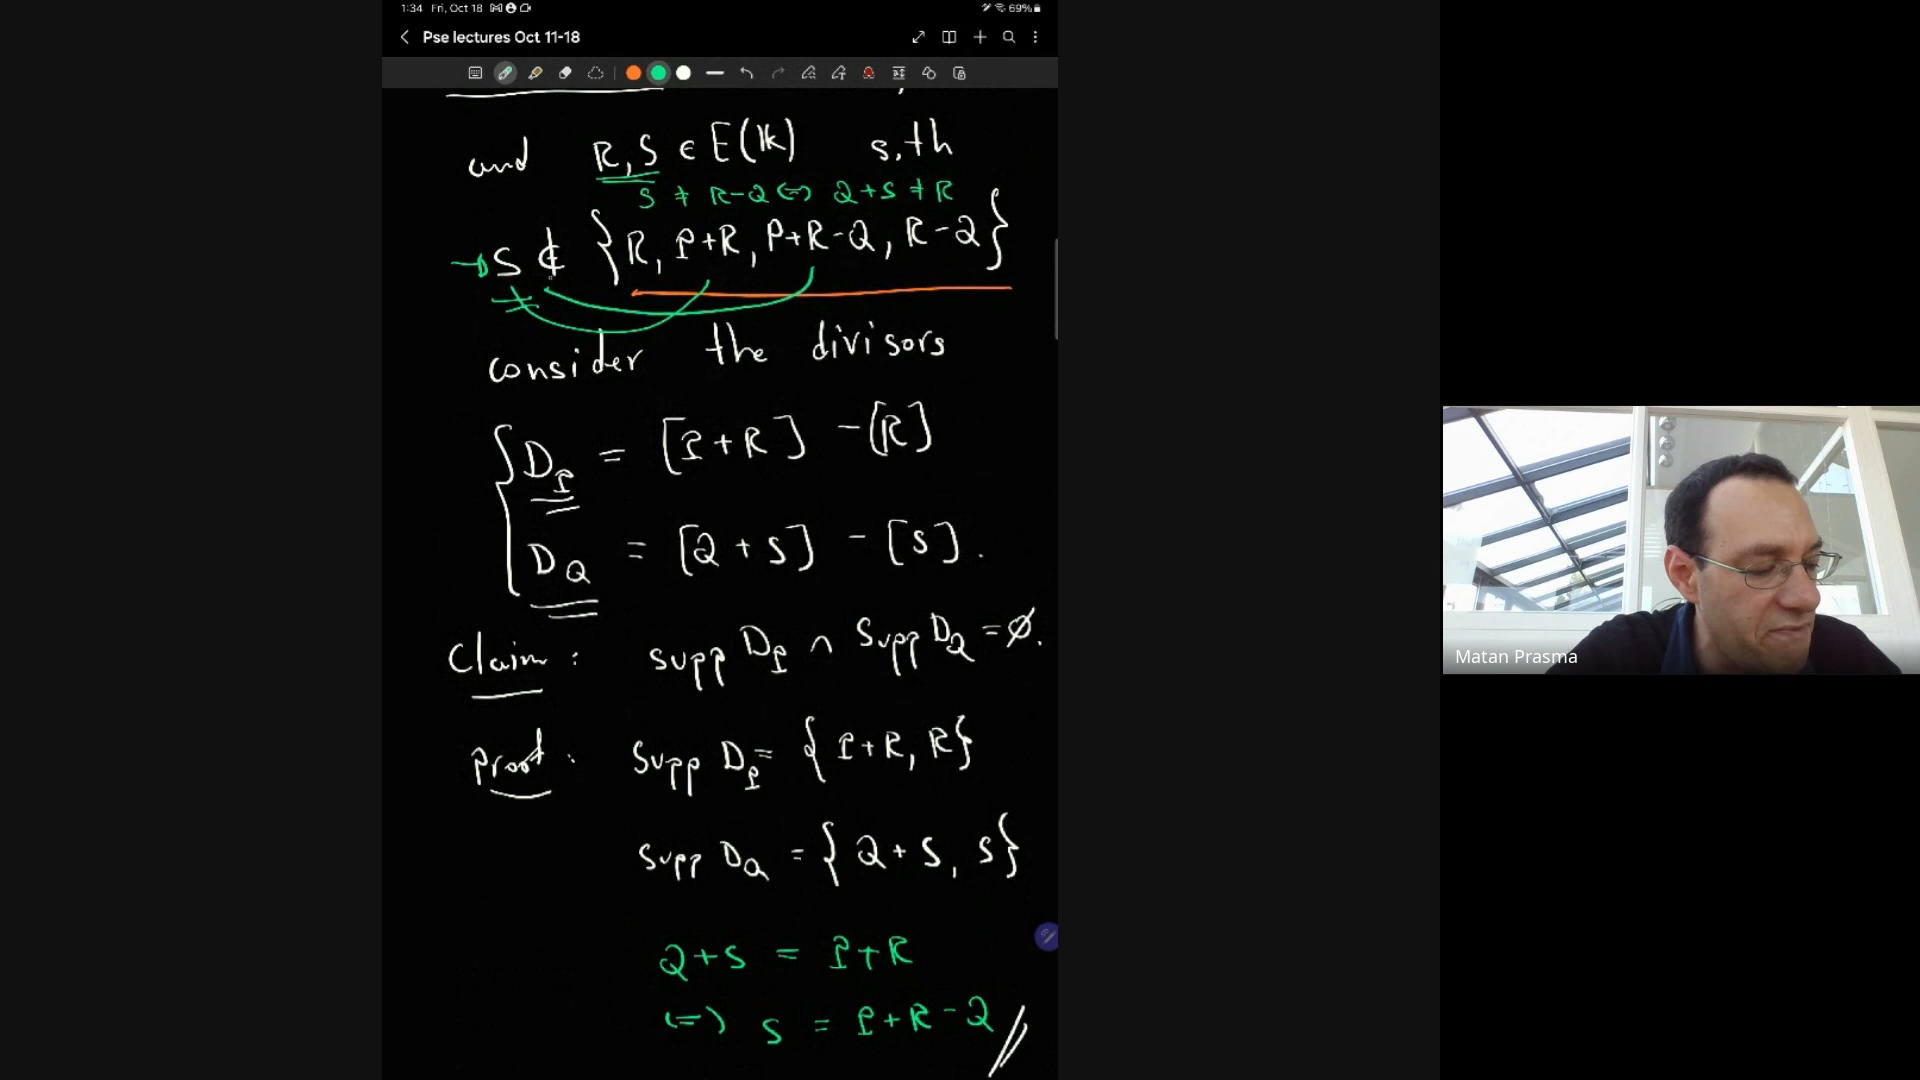 1:34 Fri, Oct 18 69%
Pse lectures Oct 11-18
and R, S ∈ E(𝕜) s.th
S ≠ R-Q ⇔ Q+S ≠ R
→ S ∉ {R, P+R, P+R-Q, R-Q}
consider the divisors
D_P = [P+R] - [R]
D_Q = [Q+S] - [S].
Claim: supp D_P ∩ supp D_Q = ∅.
Proof: supp D_P = {P+R, R}
supp D_Q = {Q+S, S}
Q+S = P+R
⇔ S = P+R-Q //
Matan Prasma